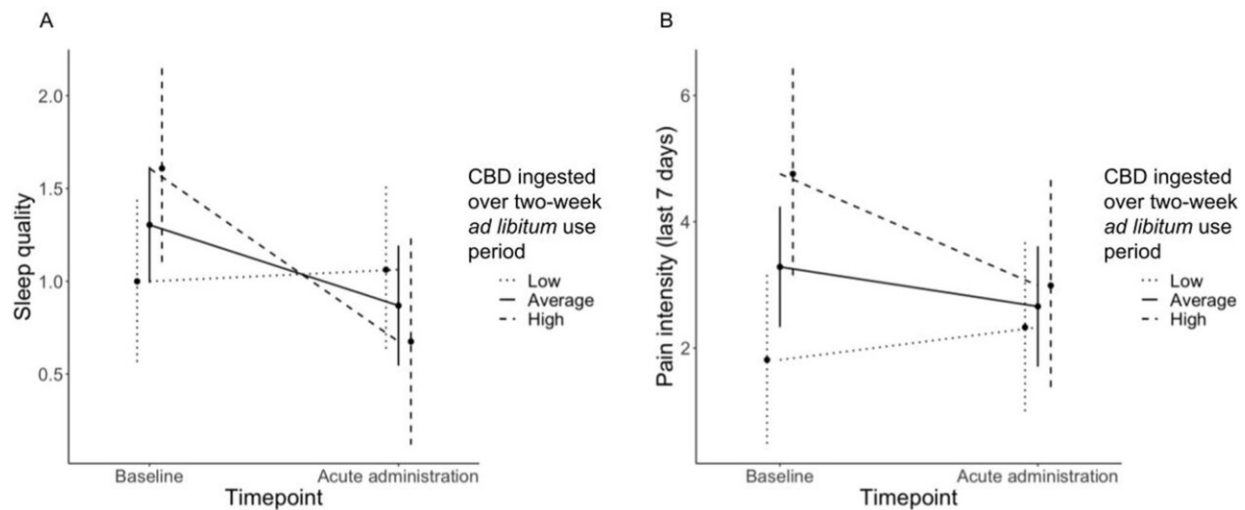 A
Sleep quality
2.0
1.5
1.0
0.5
Baseline
Acute administration
Timepoint
CBD ingested
over two-week
ad libitum use
period
Low
Average
High
B
Pain intensity (last 7 days)
6
4
2
Baseline
Acute administration
Timepoint
CBD ingested
over two-week
ad libitum use
period
Low
Average
High